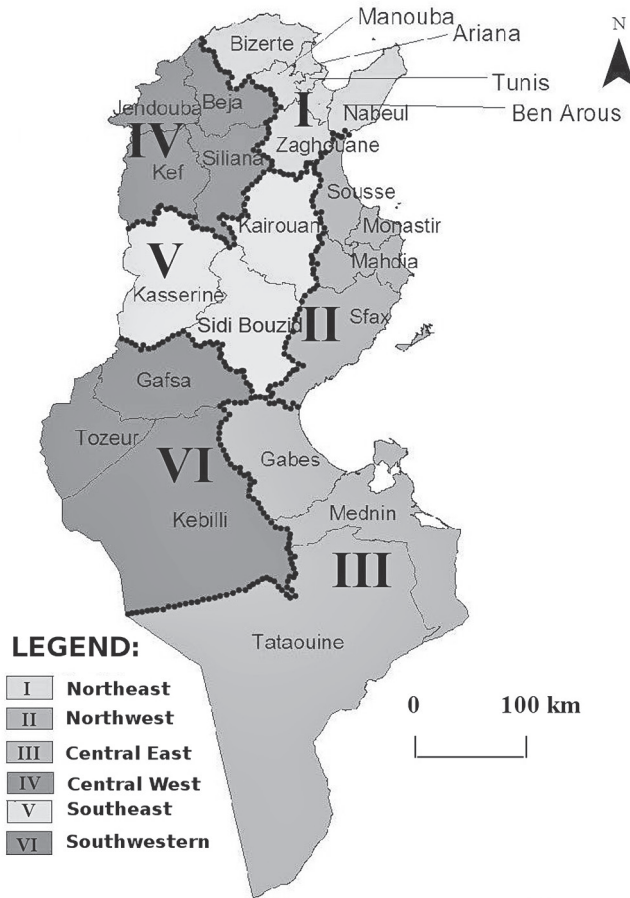 N
Manouba
Bizerte
Ariana
Tunis
I
Nabeul
Ben Arous
Jendouba
Beja
Zaghouane
IV
Siliana
Kef
Sousse
Kairouan
Monastir
V
Mahdia
Kasserine
Sidi Bouzid
II
Sfax
Gafsa
Tozeur
VI
Gabes
Kebilli
Mednin
III
Tataouine
LEGEND:
I Northeast
II Northwest
III Central East
IV Central West
V Southeast
VI Southwestern
0 100 km